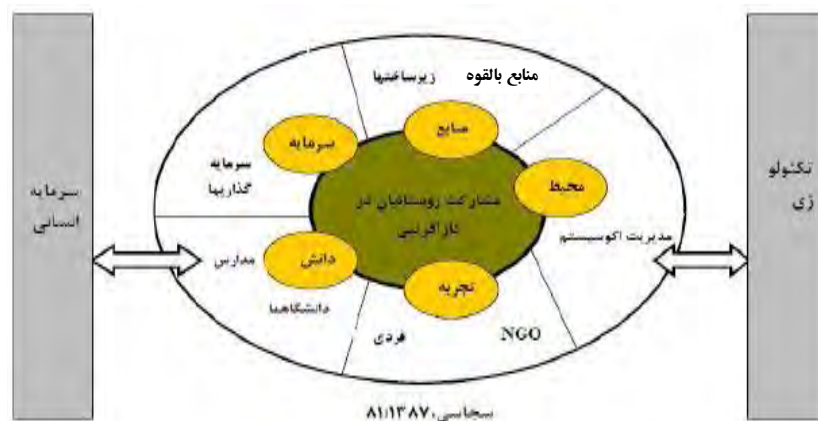 منابع بالقوه
زیرساختها
منابع
سرمایه
سرمایه
گذاریها
محیط
مشارکت روستائیان در
کارآفرینی
تکنولو
ژی
سرمایه
انسانی
مدیریت اکوسیستم
دانش
مدارس
دانشگاهها
تجربه
فردی
NGO
سجاسی، ۸۱:۱۳۸۷